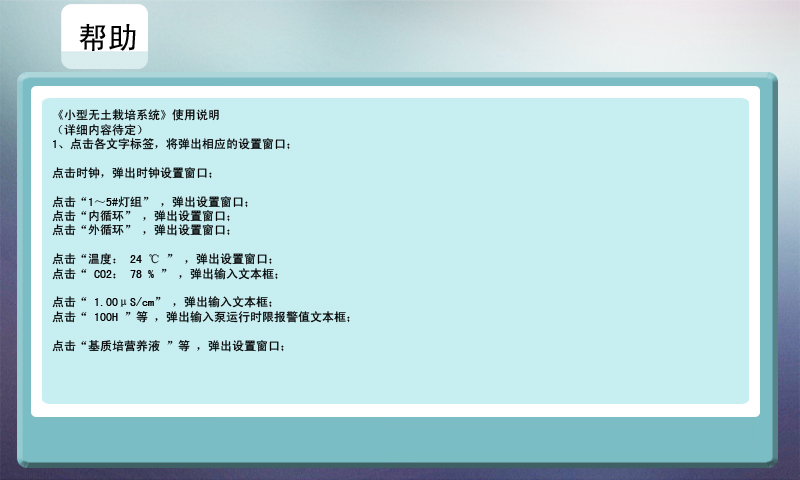 帮助
《小型无土栽培系统》使用说明
（详细内容待定）
1、点击各文字标签，将弹出相应的设置窗口；
点击时钟，弹出时钟设置窗口；
点击“1～5#灯组” ，弹出设置窗口；
点击“内循环” ，弹出设置窗口；
点击“外循环” ，弹出设置窗口；
点击“温度： 24 ℃ ” ，弹出设置窗口；
点击“ CO2： 78 % ” ，弹出输入文本框；
点击“ 1.00μS/cm” ，弹出输入文本框；
点击“ 100H ”等 ，弹出输入泵运行时限报警值文本框；
点击“基质培营养液 ”等 ，弹出设置窗口；